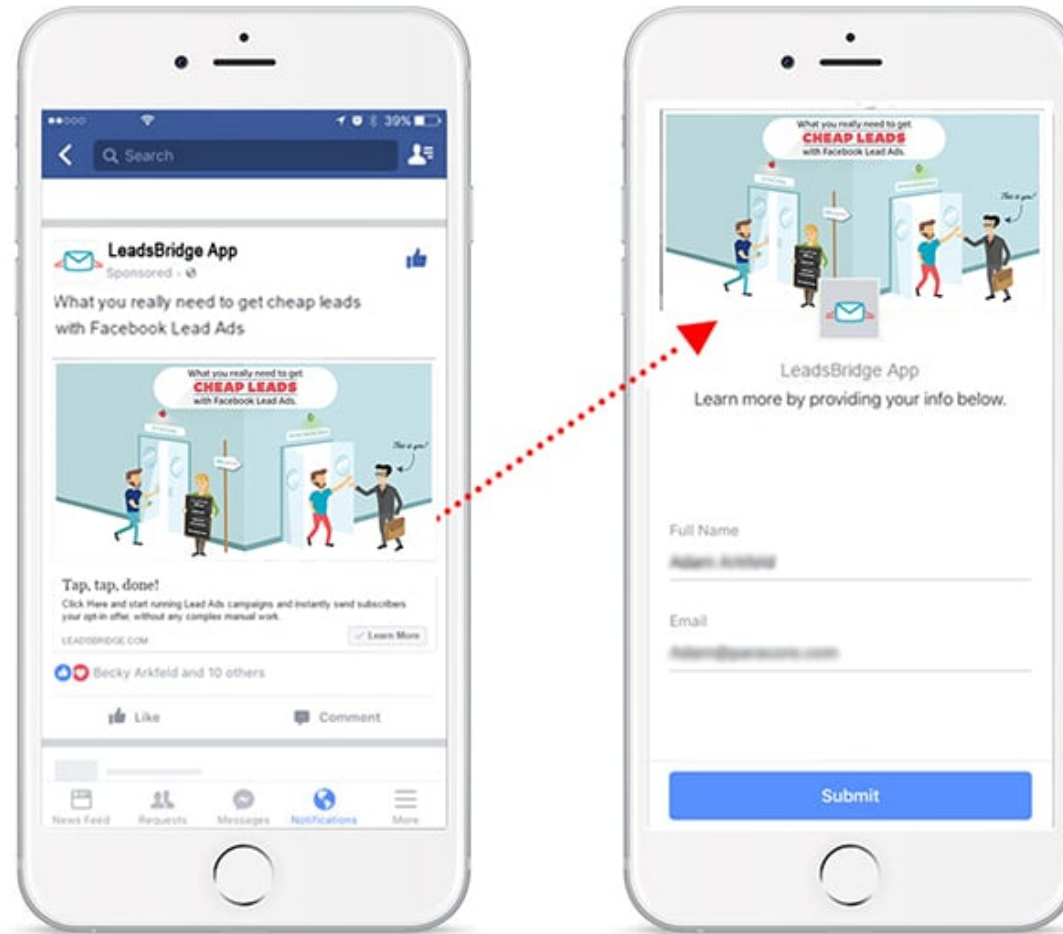 39%
Search
LeadsBridge App
Sponsored
What you really need to get cheap leads
with Facebook Lead Ads
What you really need to get
CHEAP LEADS
with Facebook Lead Ads.
This is you!
Tap, tap, done!
Click Here and start running Lead Ads campaigns and instantly send subscribers
your opt-in offer, without any complex manual work.
LEADSBRIDGE.COM
Learn More
Becky Arkfeld and 10 others
Like Comment
News Feed Requests Messages Notifications More
What you really need to get
CHEAP LEADS
with Facebook Lead Ads.
This is you!
LeadsBridge App
Learn more by providing your info below.
Full Name
Email
Submit